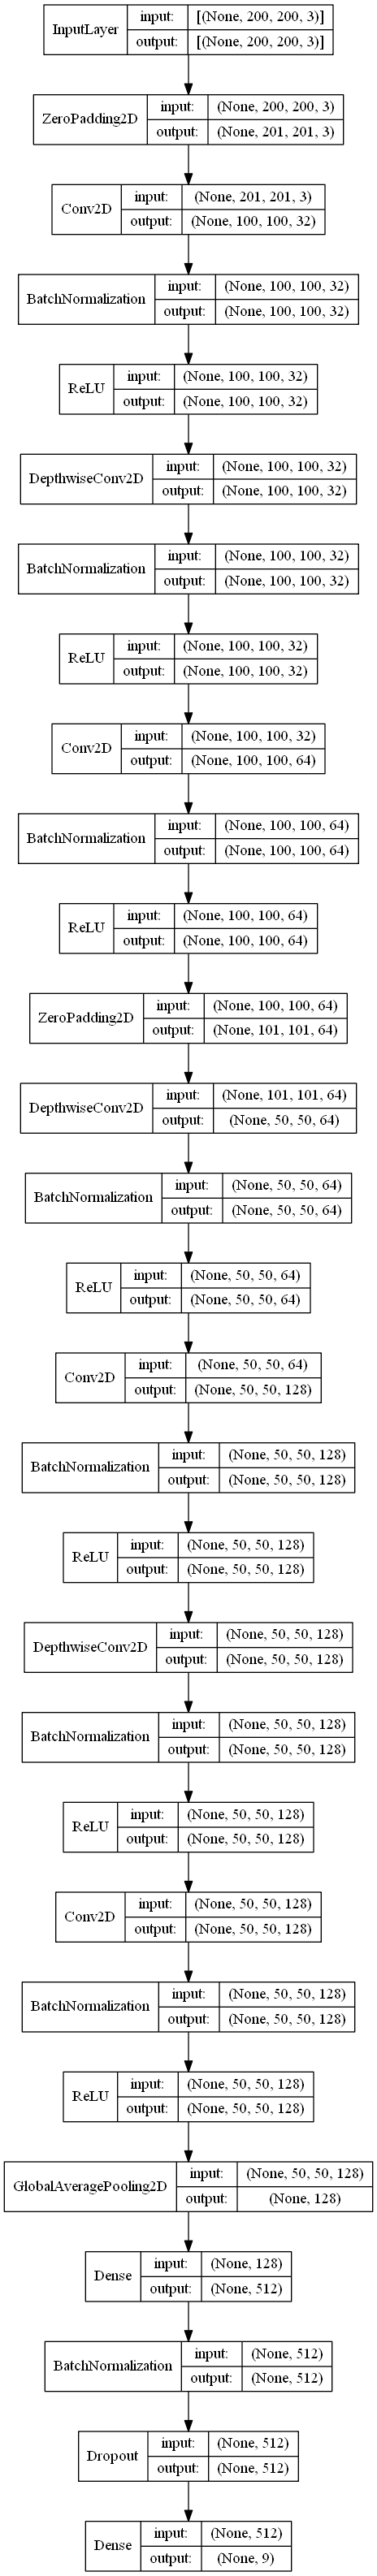 InputLayer input: [(None, 200, 200, 3)]
output: [(None, 200, 200, 3)]
ZeroPadding2D input: (None, 200, 200, 3)
output: (None, 201, 201, 3)
Conv2D input: (None, 201, 201, 3)
output: (None, 100, 100, 32)
BatchNormalization input: (None, 100, 100, 32)
output: (None, 100, 100, 32)
ReLU input: (None, 100, 100, 32)
output: (None, 100, 100, 32)
DepthwiseConv2D input: (None, 100, 100, 32)
output: (None, 100, 100, 32)
BatchNormalization input: (None, 100, 100, 32)
output: (None, 100, 100, 32)
ReLU input: (None, 100, 100, 32)
output: (None, 100, 100, 32)
Conv2D input: (None, 100, 100, 32)
output: (None, 100, 100, 64)
BatchNormalization input: (None, 100, 100, 64)
output: (None, 100, 100, 64)
ReLU input: (None, 100, 100, 64)
output: (None, 100, 100, 64)
ZeroPadding2D input: (None, 100, 100, 64)
output: (None, 101, 101, 64)
DepthwiseConv2D input: (None, 101, 101, 64)
output: (None, 50, 50, 64)
BatchNormalization input: (None, 50, 50, 64)
output: (None, 50, 50, 64)
ReLU input: (None, 50, 50, 64)
output: (None, 50, 50, 64)
Conv2D input: (None, 50, 50, 64)
output: (None, 50, 50, 128)
BatchNormalization input: (None, 50, 50, 128)
output: (None, 50, 50, 128)
ReLU input: (None, 50, 50, 128)
output: (None, 50, 50, 128)
DepthwiseConv2D input: (None, 50, 50, 128)
output: (None, 50, 50, 128)
BatchNormalization input: (None, 50, 50, 128)
output: (None, 50, 50, 128)
ReLU input: (None, 50, 50, 128)
output: (None, 50, 50, 128)
Conv2D input: (None, 50, 50, 128)
output: (None, 50, 50, 128)
BatchNormalization input: (None, 50, 50, 128)
output: (None, 50, 50, 128)
ReLU input: (None, 50, 50, 128)
output: (None, 50, 50, 128)
GlobalAveragePooling2D input: (None, 50, 50, 128)
output: (None, 128)
Dense input: (None, 128)
output: (None, 512)
BatchNormalization input: (None, 512)
output: (None, 512)
Dropout input: (None, 512)
output: (None, 512)
Dense input: (None, 512)
output: (None, 9)